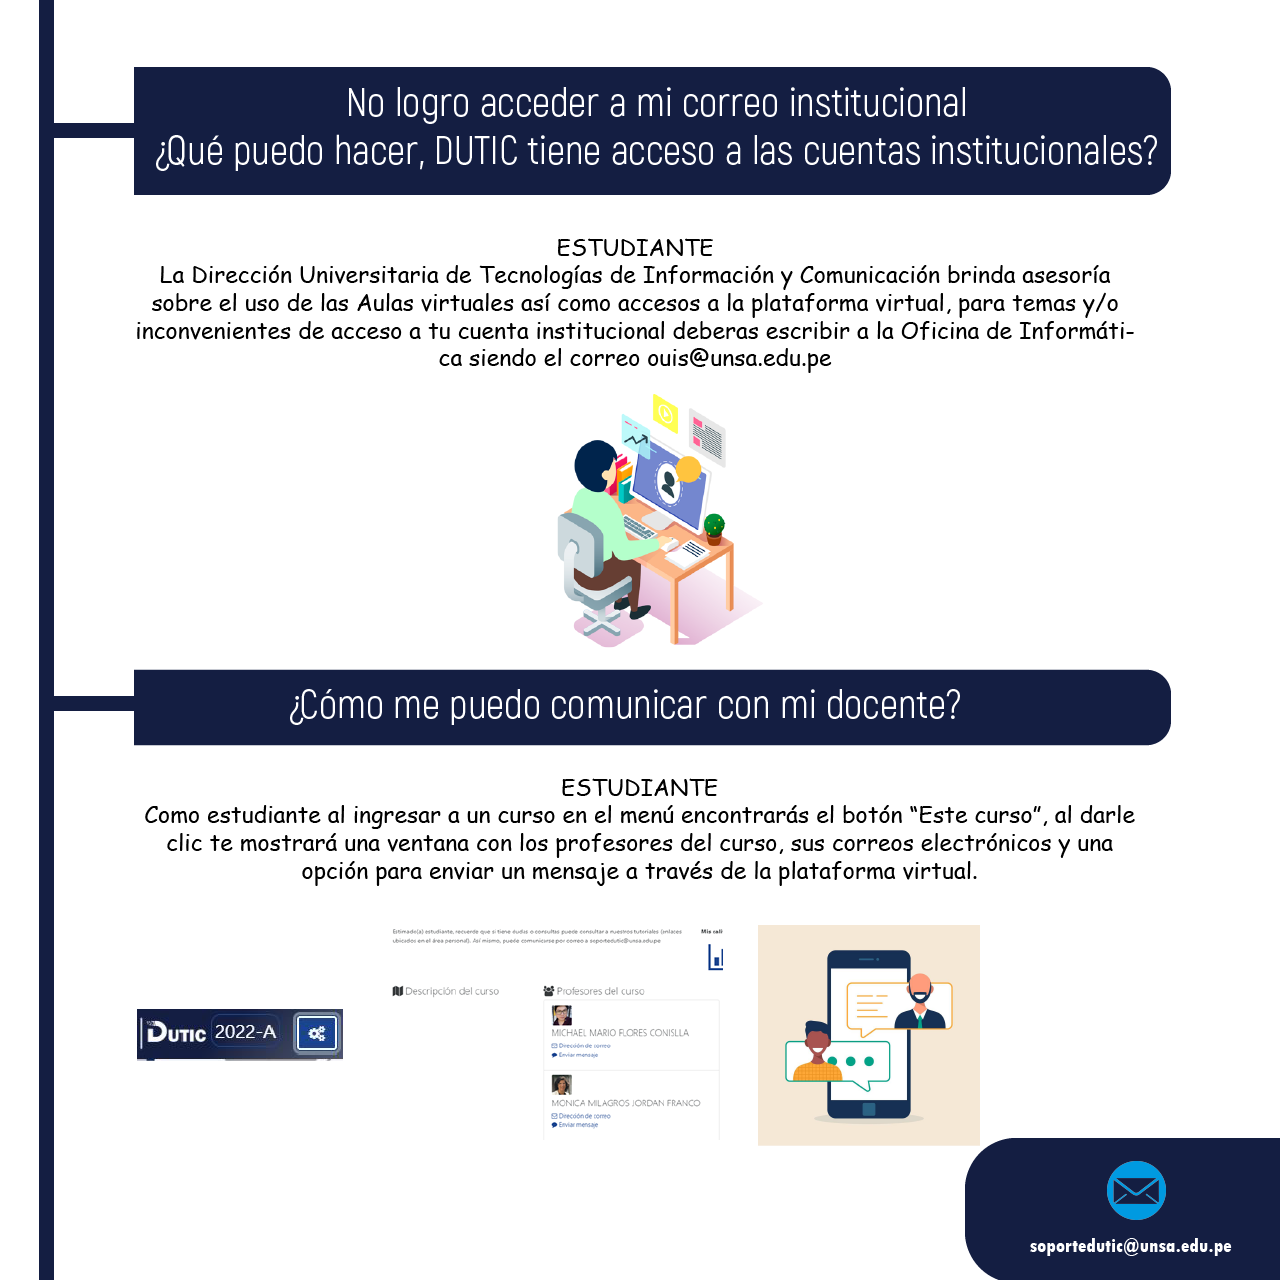 No logro acceder a mi correo institucional
¿Qué puedo hacer, DUTIC tiene acceso a las cuentas institucionales?
ESTUDIANTE
La Dirección Universitaria de Tecnologías de Información y Comunicación brinda asesoría
sobre el uso de las Aulas virtuales así como accesos a la plataforma virtual, para temas y/o
inconvenientes de acceso a tu cuenta institucional deberas escribir a la Oficina de Informáti-
ca siendo el correo ouis@unsa.edu.pe
¿Cómo me puedo comunicar con mi docente?
ESTUDIANTE
Como estudiante al ingresar a un curso en el menú encontrarás el botón “Este curso”, al darle
clic te mostrará una ventana con los profesores del curso, sus correos electrónicos y una
opción para enviar un mensaje a través de la plataforma virtual.
Estimado(a) estudiante, recuerde que si tiene dudas o consultas puede consultar a nuestros tutoriales (enlaces
ubicados en el área personal). Así mismo, puede comunicarse por correo a soportedutic@unsa.edu.pe
Mis cali
Descripción del curso
Profesores del curso
MICHAEL MARIO FLORES CONISLLA
Dirección de correo
Enviar mensaje
MONICA MILAGROS JORDAN FRANCO
Dirección de correo
Enviar mensaje
DUTIC 2022-A
soportedutic@unsa.edu.pe